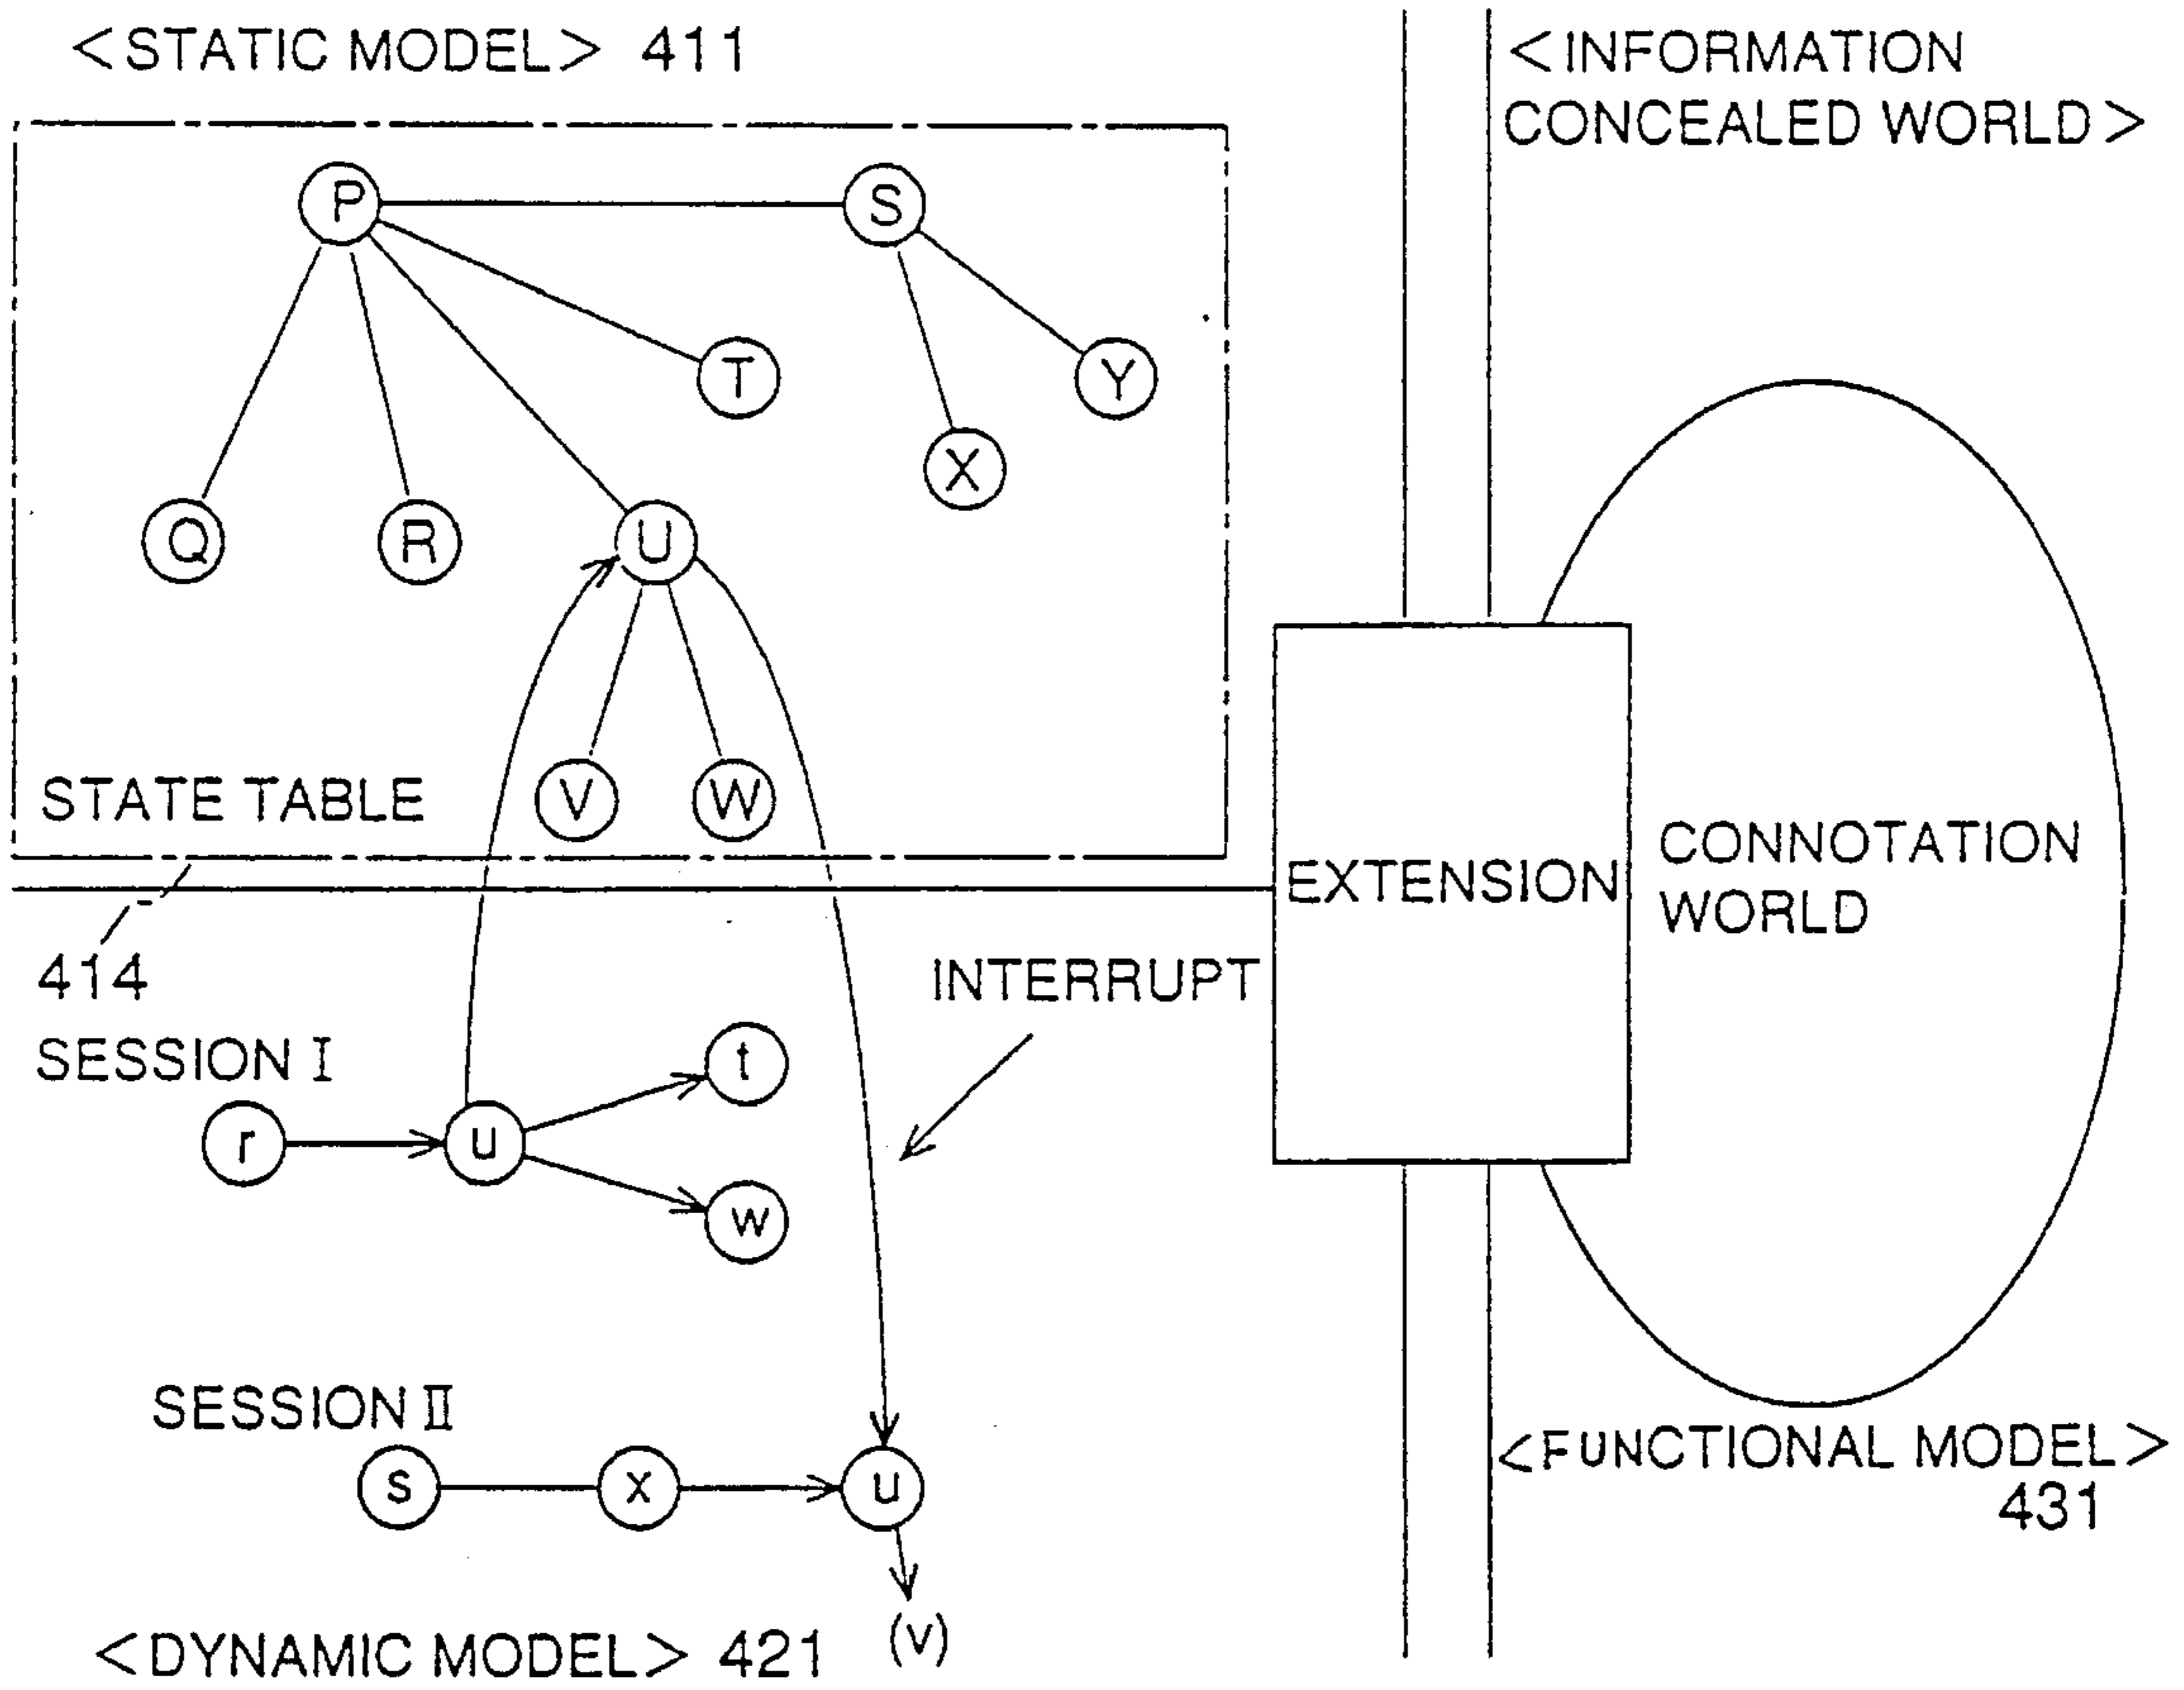 <STATIC MODEL> 411
<INFORMATION
CONCEALED WORLD>
P
S
T
Y
X
Q
R
U
V
W
STATE TABLE
EXTENSION
CONNOTATION
WORLD
414
INTERRUPT
SESSION I
t
r
u
w
SESSION II
s
x
u
(v)
<FUNCTIONAL MODEL>
431
<DYNAMIC MODEL> 421